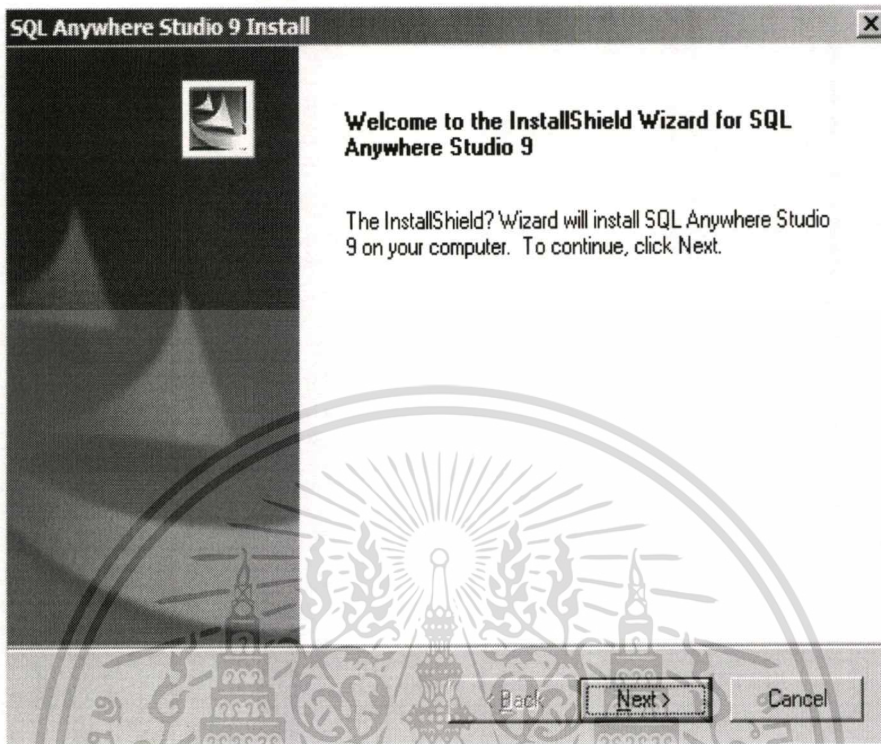 SQL Anywhere Studio 9 Install
Welcome to the InstallShield Wizard for SQL
Anywhere Studio 9
The InstallShield? Wizard will install SQL Anywhere Studio
9 on your computer. To continue, click Next.
< Back
Next >
Cancel